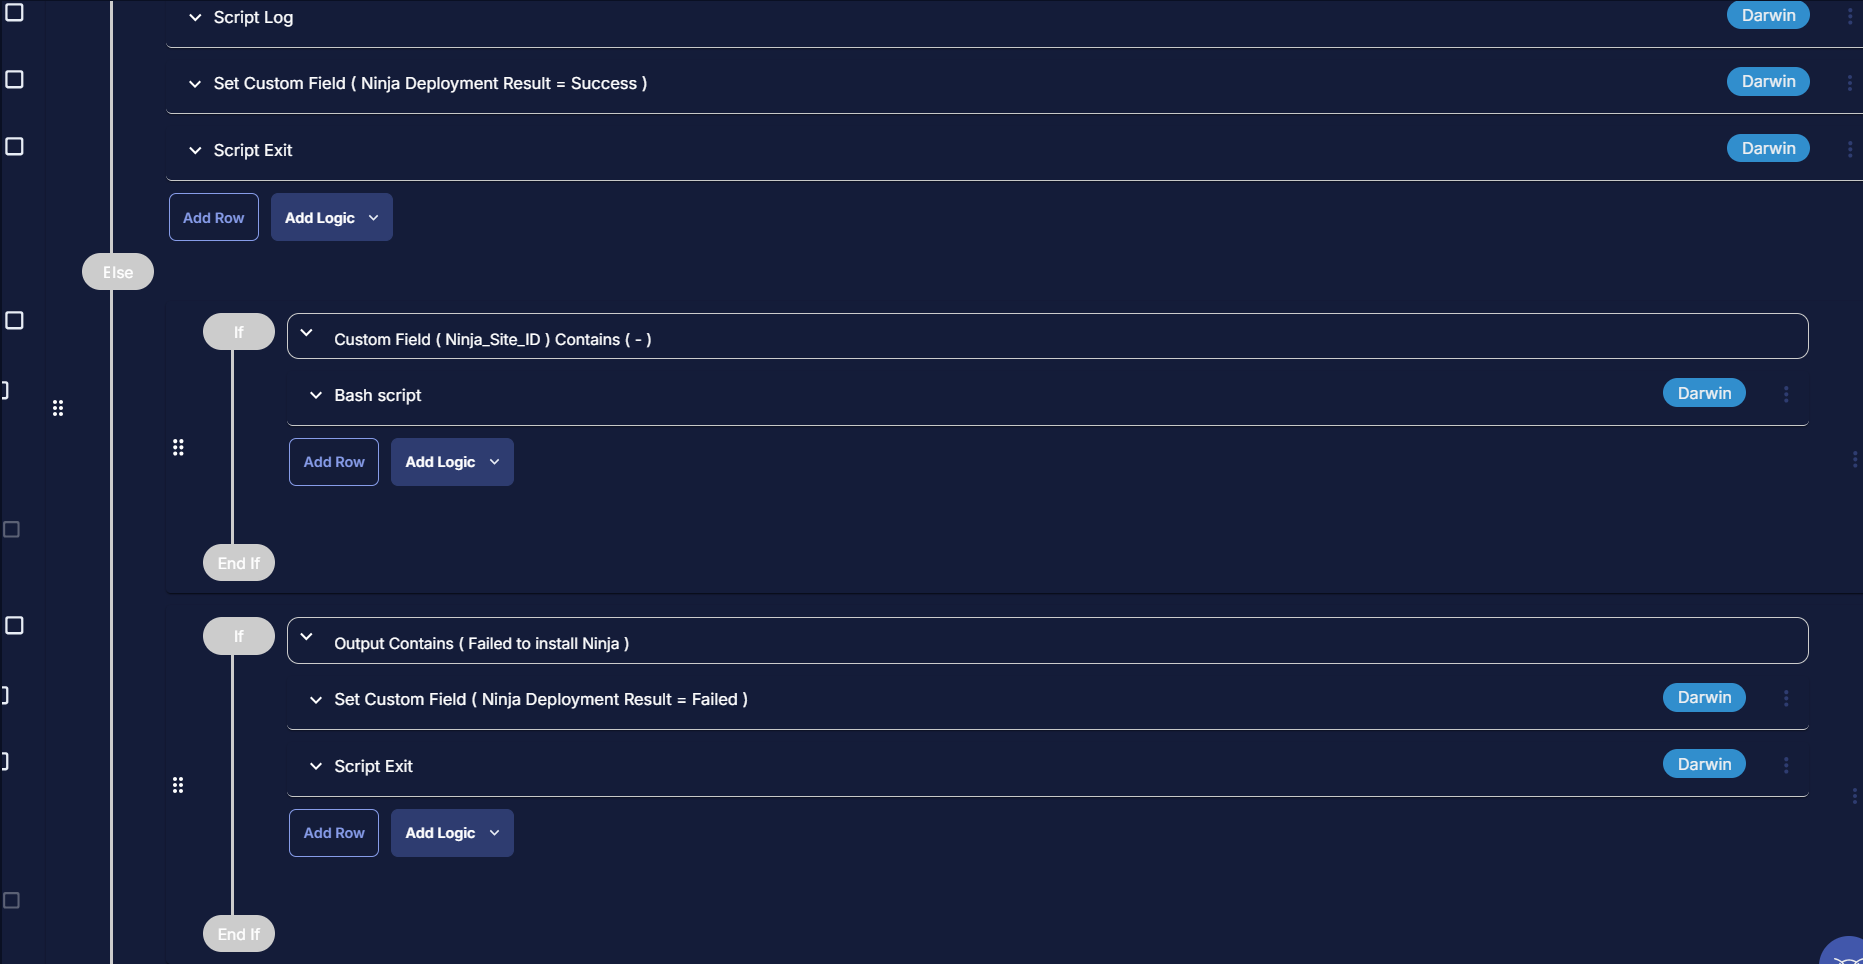 Script Log
Darwin
Set Custom Field ( Ninja Deployment Result = Success )
Darwin
Script Exit
Darwin
Add Row
Add Logic
Else
If
Custom Field ( Ninja_Site_ID ) Contains ( - )
Bash script
Darwin
Add Row
Add Logic
End If
If
Output Contains ( Failed to install Ninja )
Set Custom Field ( Ninja Deployment Result = Failed )
Darwin
Script Exit
Darwin
Add Row
Add Logic
End If